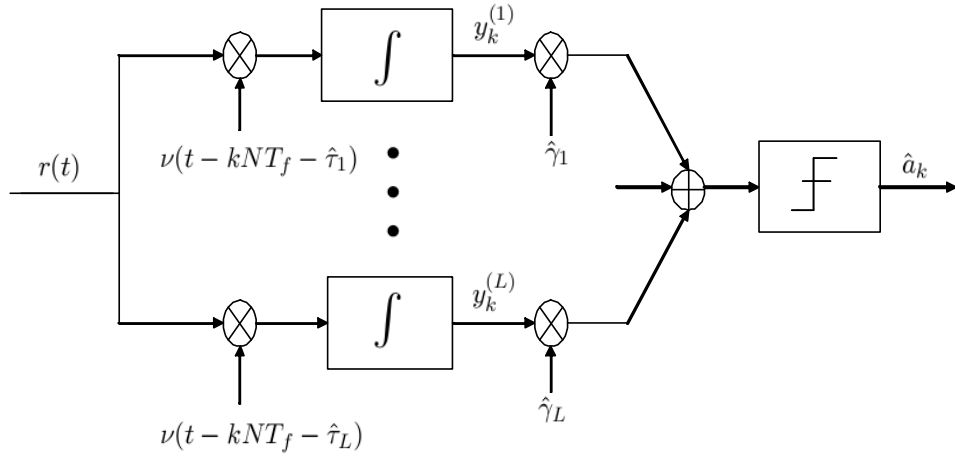 r(t)
∫
y_k^{(1)}
ν(t − kNT_f − τ̂_1)
γ̂_1
â_k
∫
y_k^{(L)}
ν(t − kNT_f − τ̂_L)
γ̂_L